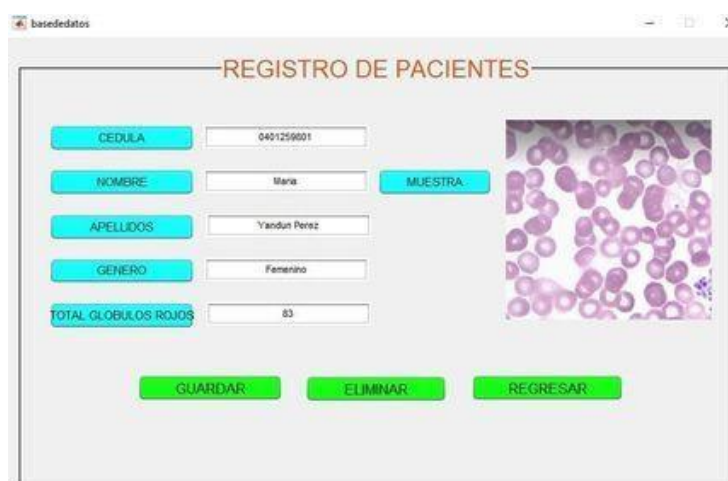 basededatos
REGISTRO DE PACIENTES
CEDULA 0401259801
NOMBRE Maria MUESTRA
APELLIDOS Yandun Perez
GENERO Femenino
TOTAL GLOBULOS ROJOS 83
GUARDAR ELIMINAR REGRESAR